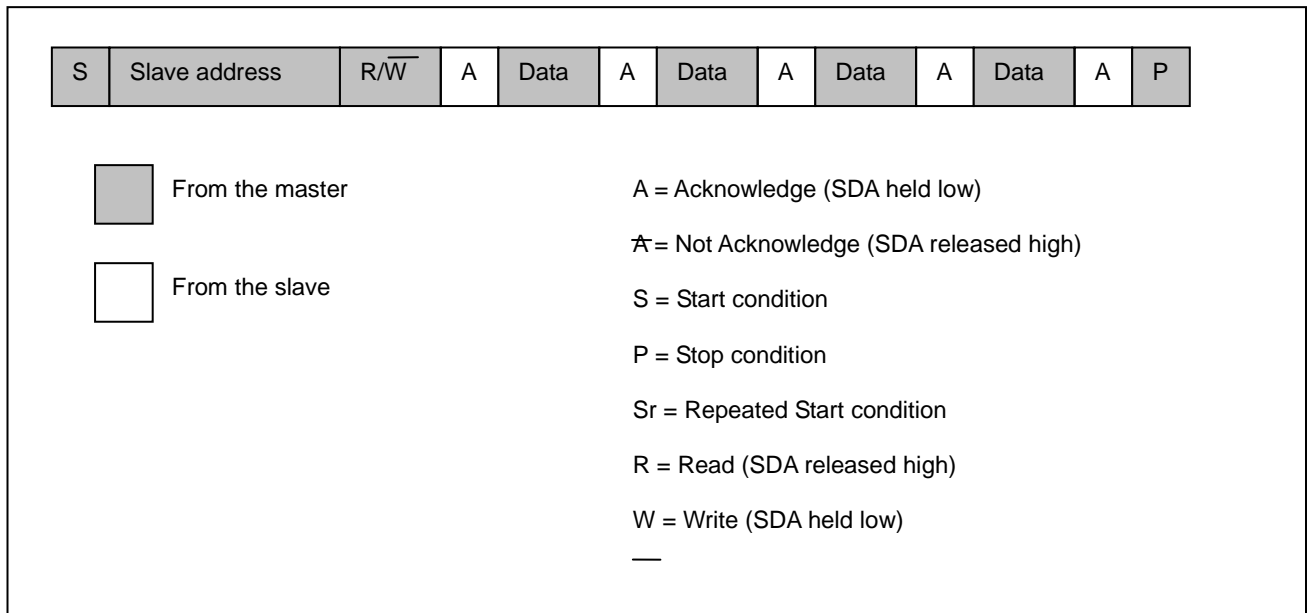 S Slave address R/W̅ A Data A Data A Data A Data A P
From the master
From the slave
A = Acknowledge (SDA held low)
A̅ = Not Acknowledge (SDA released high)
S = Start condition
P = Stop condition
Sr = Repeated Start condition
R = Read (SDA released high)
W = Write (SDA held low)